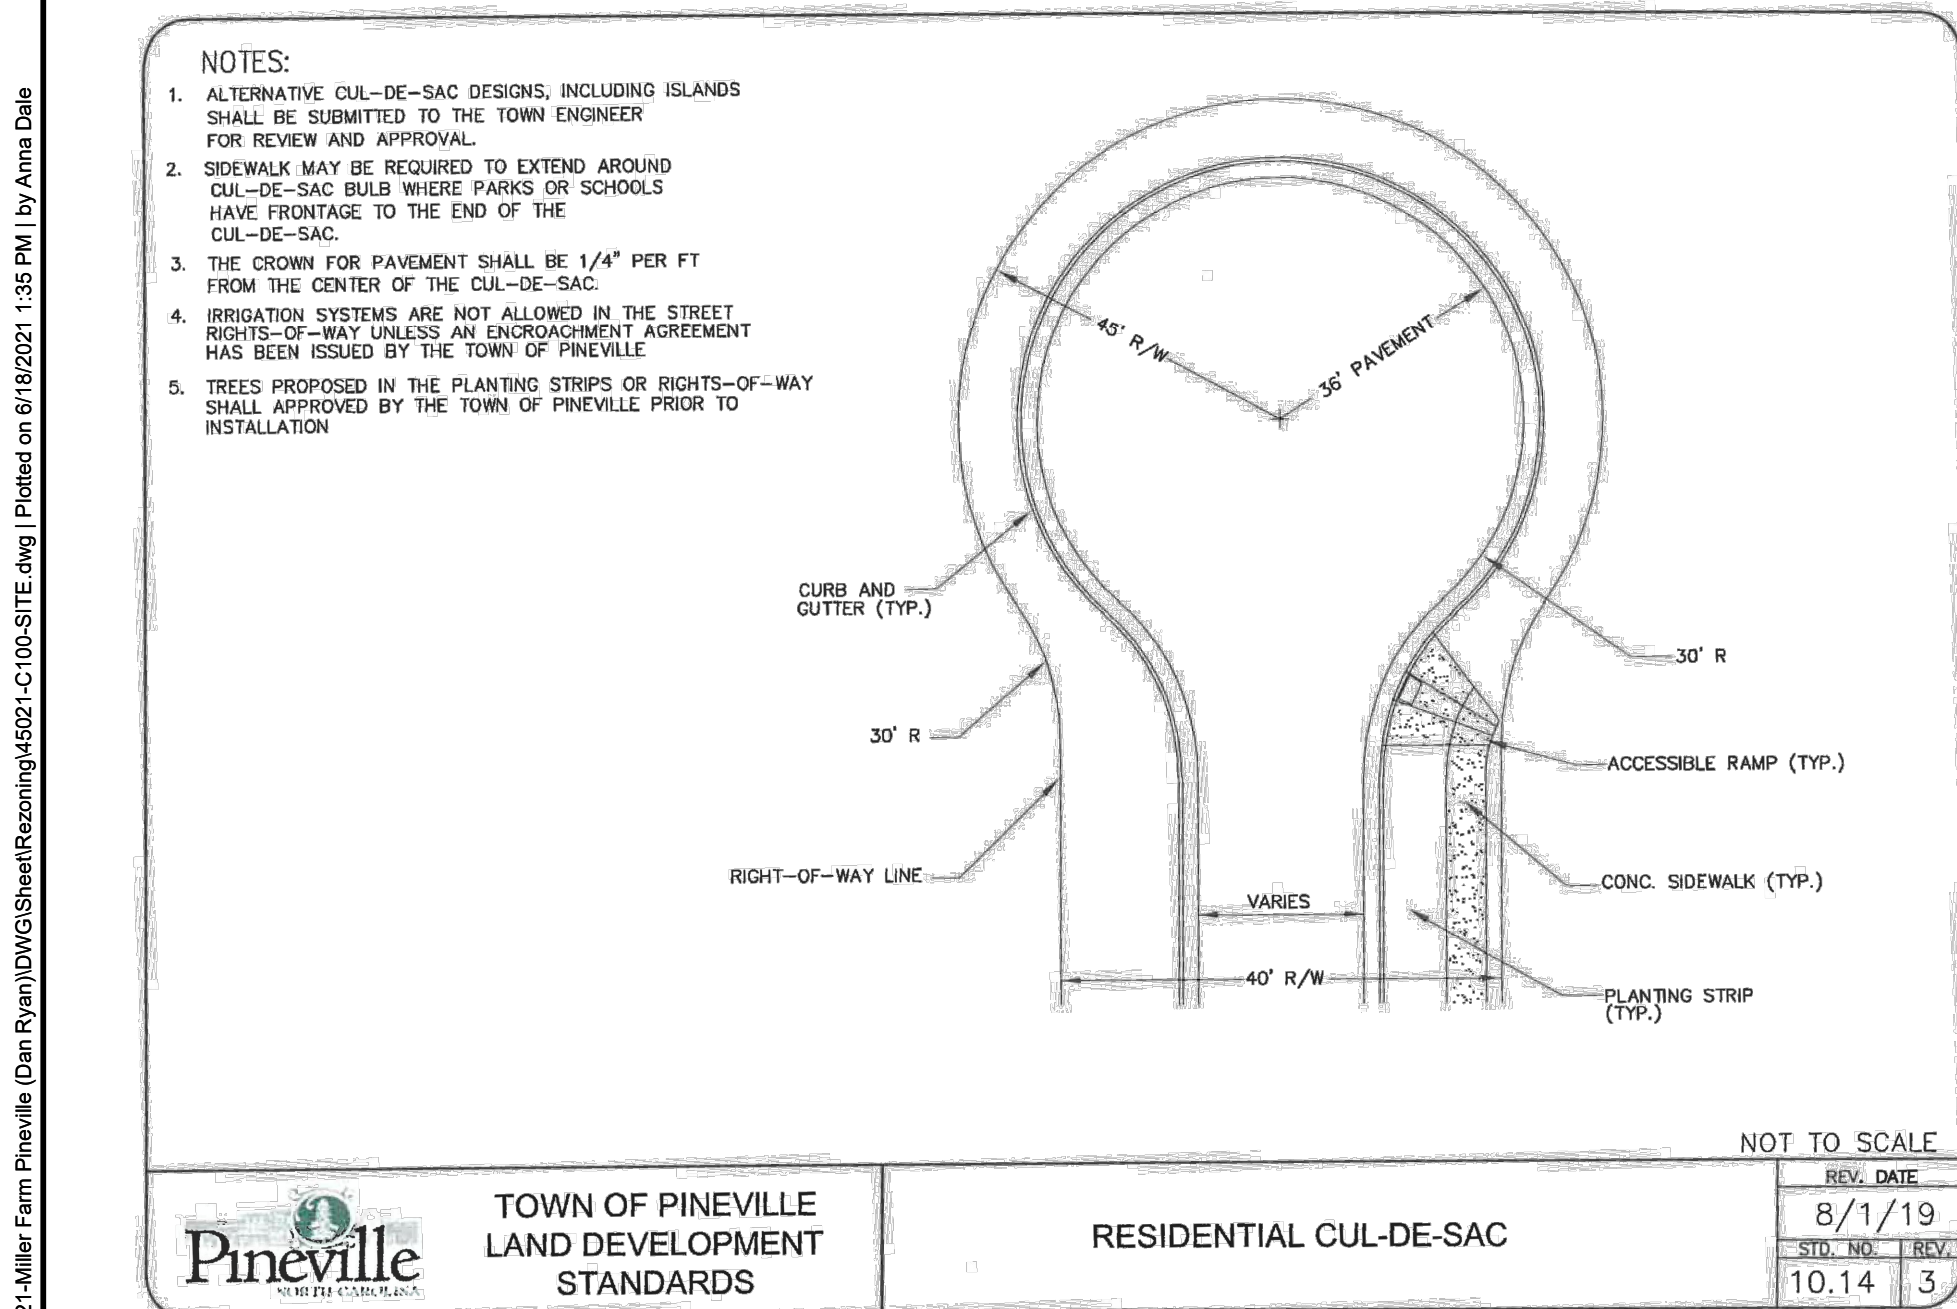 21-Miller Farm Pineville (Dan Ryan)\DWG\Sheet\Rezoning\45021-C100-SITE.dwg | Plotted on 6/18/2021 1:35 PM | by Anna Dale
NOTES:
1. ALTERNATIVE CUL-DE-SAC DESIGNS, INCLUDING ISLANDS
SHALL BE SUBMITTED TO THE TOWN ENGINEER
FOR REVIEW AND APPROVAL.
2. SIDEWALK MAY BE REQUIRED TO EXTEND AROUND
CUL-DE-SAC BULB WHERE PARKS OR SCHOOLS
HAVE FRONTAGE TO THE END OF THE
CUL-DE-SAC.
3. THE CROWN FOR PAVEMENT SHALL BE 1/4" PER FT
FROM THE CENTER OF THE CUL-DE-SAC.
4. IRRIGATION SYSTEMS ARE NOT ALLOWED IN THE STREET
RIGHTS-OF-WAY UNLESS AN ENCROACHMENT AGREEMENT
HAS BEEN ISSUED BY THE TOWN OF PINEVILLE
5. TREES PROPOSED IN THE PLANTING STRIPS OR RIGHTS-OF-WAY
SHALL APPROVED BY THE TOWN OF PINEVILLE PRIOR TO
INSTALLATION
45' R/W
36' PAVEMENT
CURB AND
GUTTER (TYP.)
30' R
30' R
ACCESSIBLE RAMP (TYP.)
RIGHT-OF-WAY LINE
CONC. SIDEWALK (TYP.)
VARIES
40' R/W
PLANTING STRIP
(TYP.)
NOT TO SCALE
Pineville
NORTH CAROLINA
TOWN OF PINEVILLE
LAND DEVELOPMENT
STANDARDS
RESIDENTIAL CUL-DE-SAC
REV. DATE
8/1/19
STD. NO. REV.
10.14 3